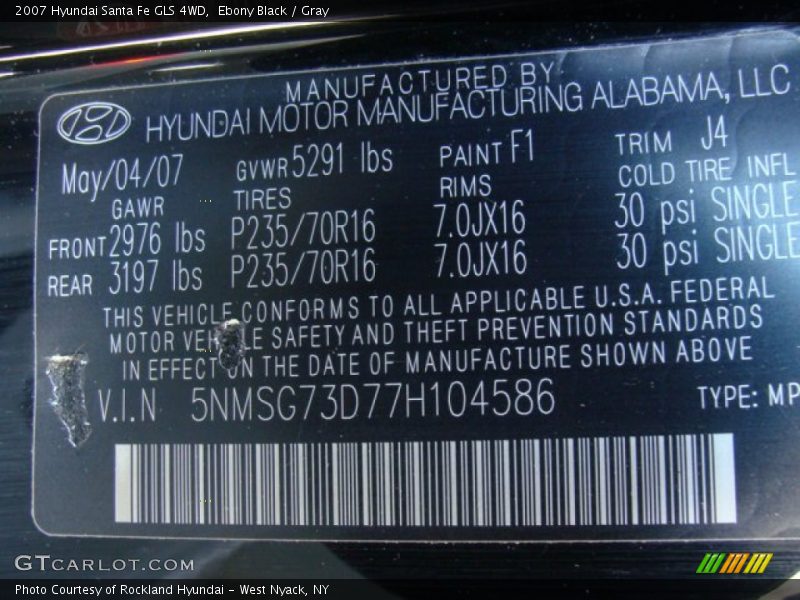 2007 Hyundai Santa Fe GLS 4WD,  Ebony Black / Gray
MANUFACTURED BY
HYUNDAI MOTOR MANUFACTURING ALABAMA, LLC
May/04/07 GVWR 5291 lbs PAINT F1 TRIM J4
GAWR TIRES RIMS COLD TIRE INFL
FRONT 2976 lbs P235/70R16 7.0JX16 30 psi SINGLE
REAR 3197 lbs P235/70R16 7.0JX16 30 psi SINGLE
THIS VEHICLE CONFORMS TO ALL APPLICABLE U.S.A. FEDERAL
MOTOR VEHICLE SAFETY AND THEFT PREVENTION STANDARDS
IN EFFECT ON THE DATE OF MANUFACTURE SHOWN ABOVE
V.I.N 5NMSG73D77H104586 TYPE: MP
GTCARLOT.COM
Photo Courtesy of Rockland Hyundai - West Nyack, NY